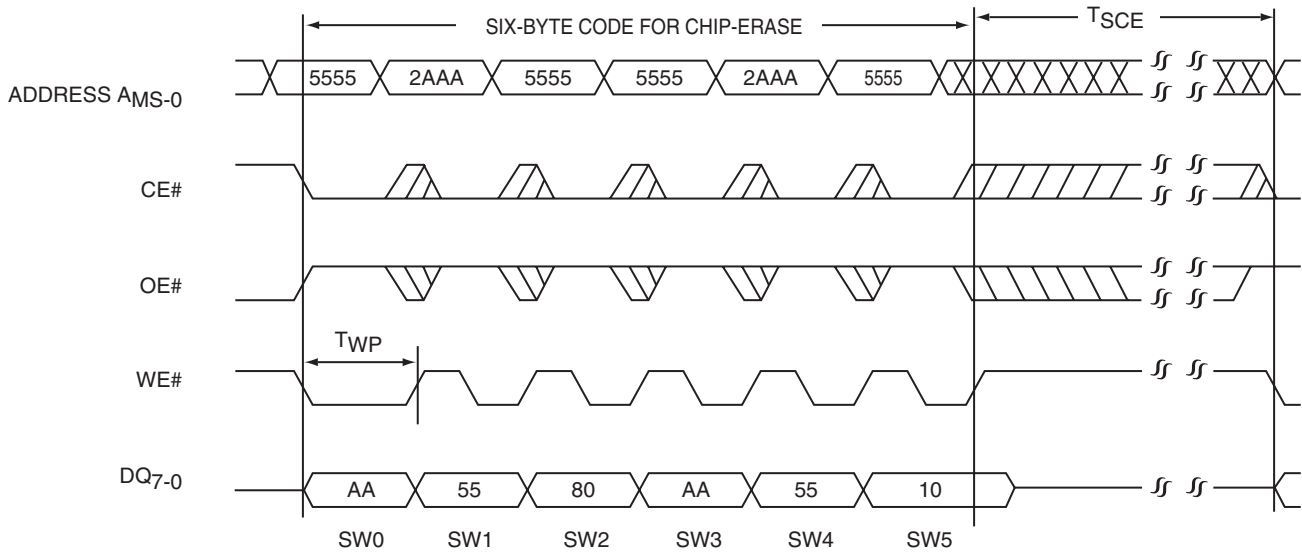 SIX-BYTE CODE FOR CHIP-ERASE TSCE
ADDRESS AMS-0 5555 2AAA 5555 5555 2AAA 5555
CE#
OE#
TWP
WE#
DQ7-0 AA 55 80 AA 55 10
SW0 SW1 SW2 SW3 SW4 SW5